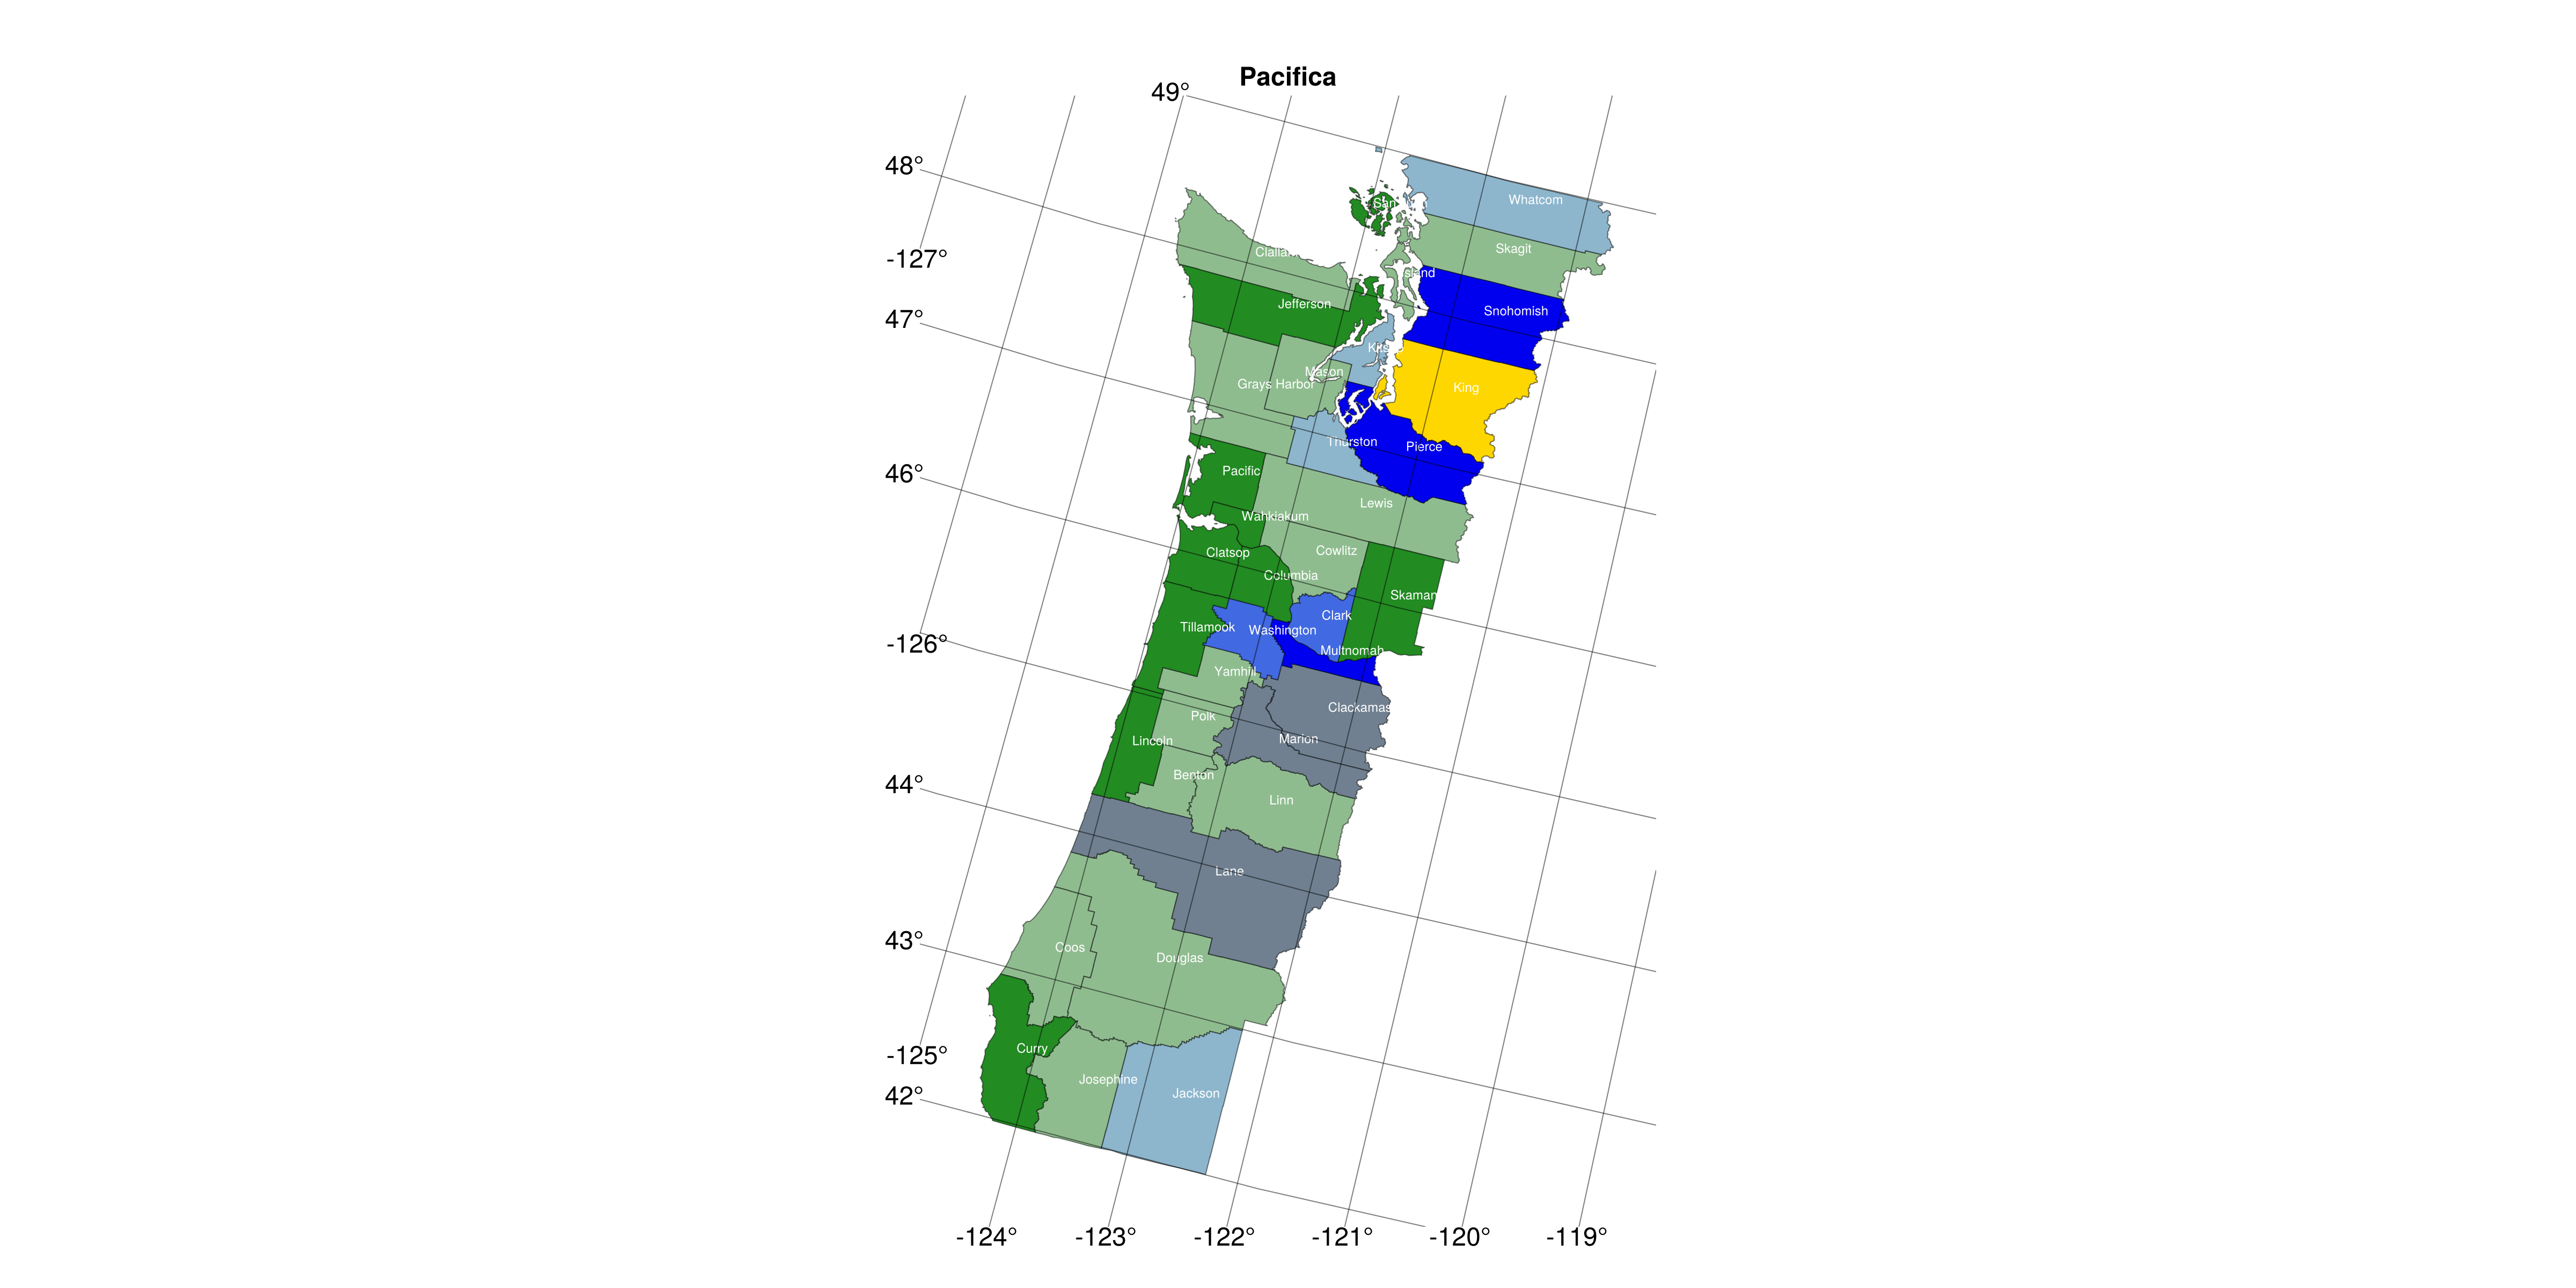 Pacifica
49°
48°
Whatcom
San
Skagit
Clallam
-127°
Island
Jefferson
Snohomish
47°
Kitsap
Mason
Grays Harbor
King
Thurston
Pierce
46°
Pacific
Lewis
Wahkiakum
Cowlitz
Clatsop
Columbia
Skaman
Clark
Tillamook
Washington
-126°
Multnomah
Yamhill
Clackamas
Polk
Lincoln
Marion
Benton
44°
Linn
Lane
43°
Coos
Douglas
Curry
-125°
Josephine
42°
Jackson
-124°
-123°
-122°
-121°
-120°
-119°